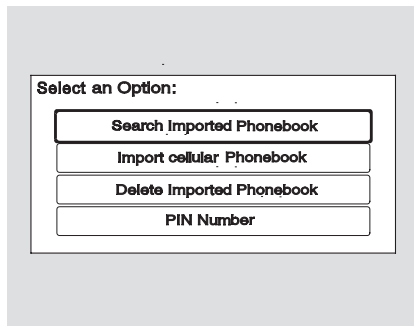 Select an Option:
Search Imported Phonebook
Import cellular Phonebook
Delete Imported Phonebook
PIN Number